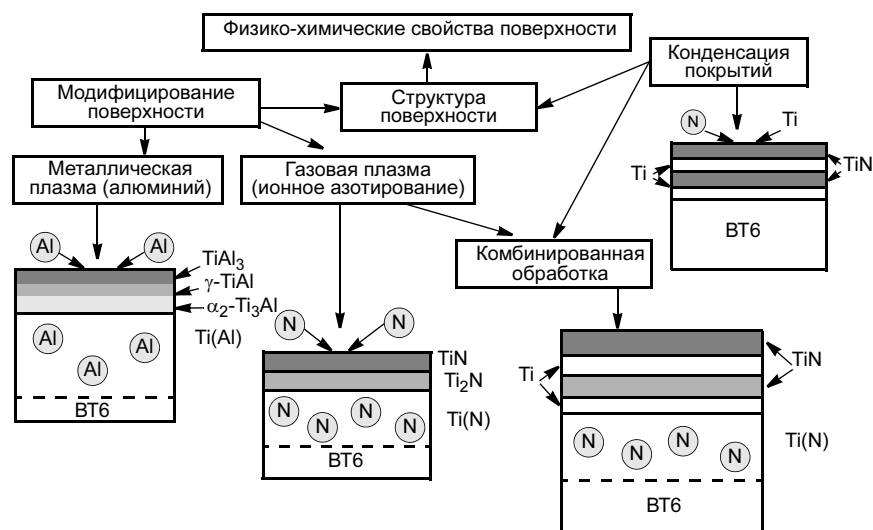 Физико-химические свойства поверхности
Конденсация
покрытий
Модифицирование
поверхности
Структура
поверхности
N
Ti
Металлическая
плазма (алюминий)
Газовая плазма
(ионное азотирование)
Ti
TiN
ВТ6
Комбинированная
обработка
Al
Al
TiAl₃
γ-TiAl
α₂-Ti₃Al
Ti(Al)
Al
Al
Al
ВТ6
N
N
TiN
Ti₂N
Ti(N)
N
N
N
N
ВТ6
Ti
TiN
N
N
N
N
Ti(N)
ВТ6